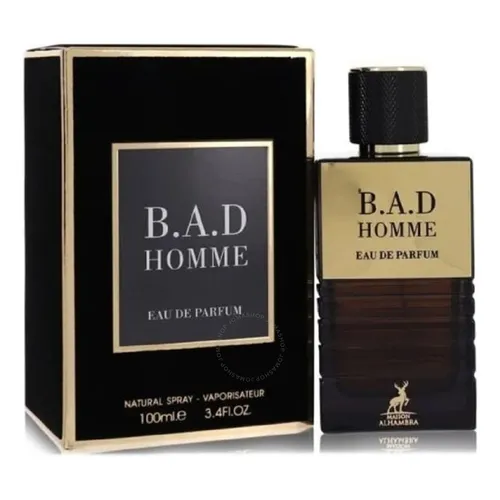 B.A.D
HOMME
EAU DE PARFUM
NATURAL SPRAY - VAPORISATEUR
100ml.e 3.4FL.OZ.
B.A.D
HOMME
EAU DE PARFUM
MAISON
ALHAMBRA